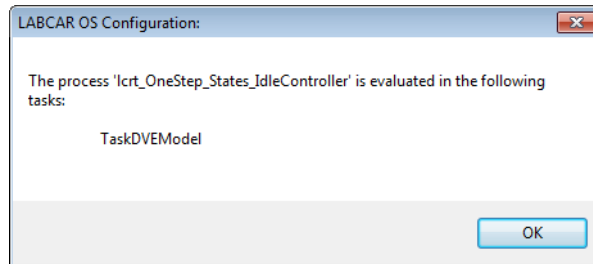 LABCAR OS Configuration:
The process 'lcrt_OneStep_States_IdleController' is evaluated in the following
tasks:
TaskDVEModel
OK